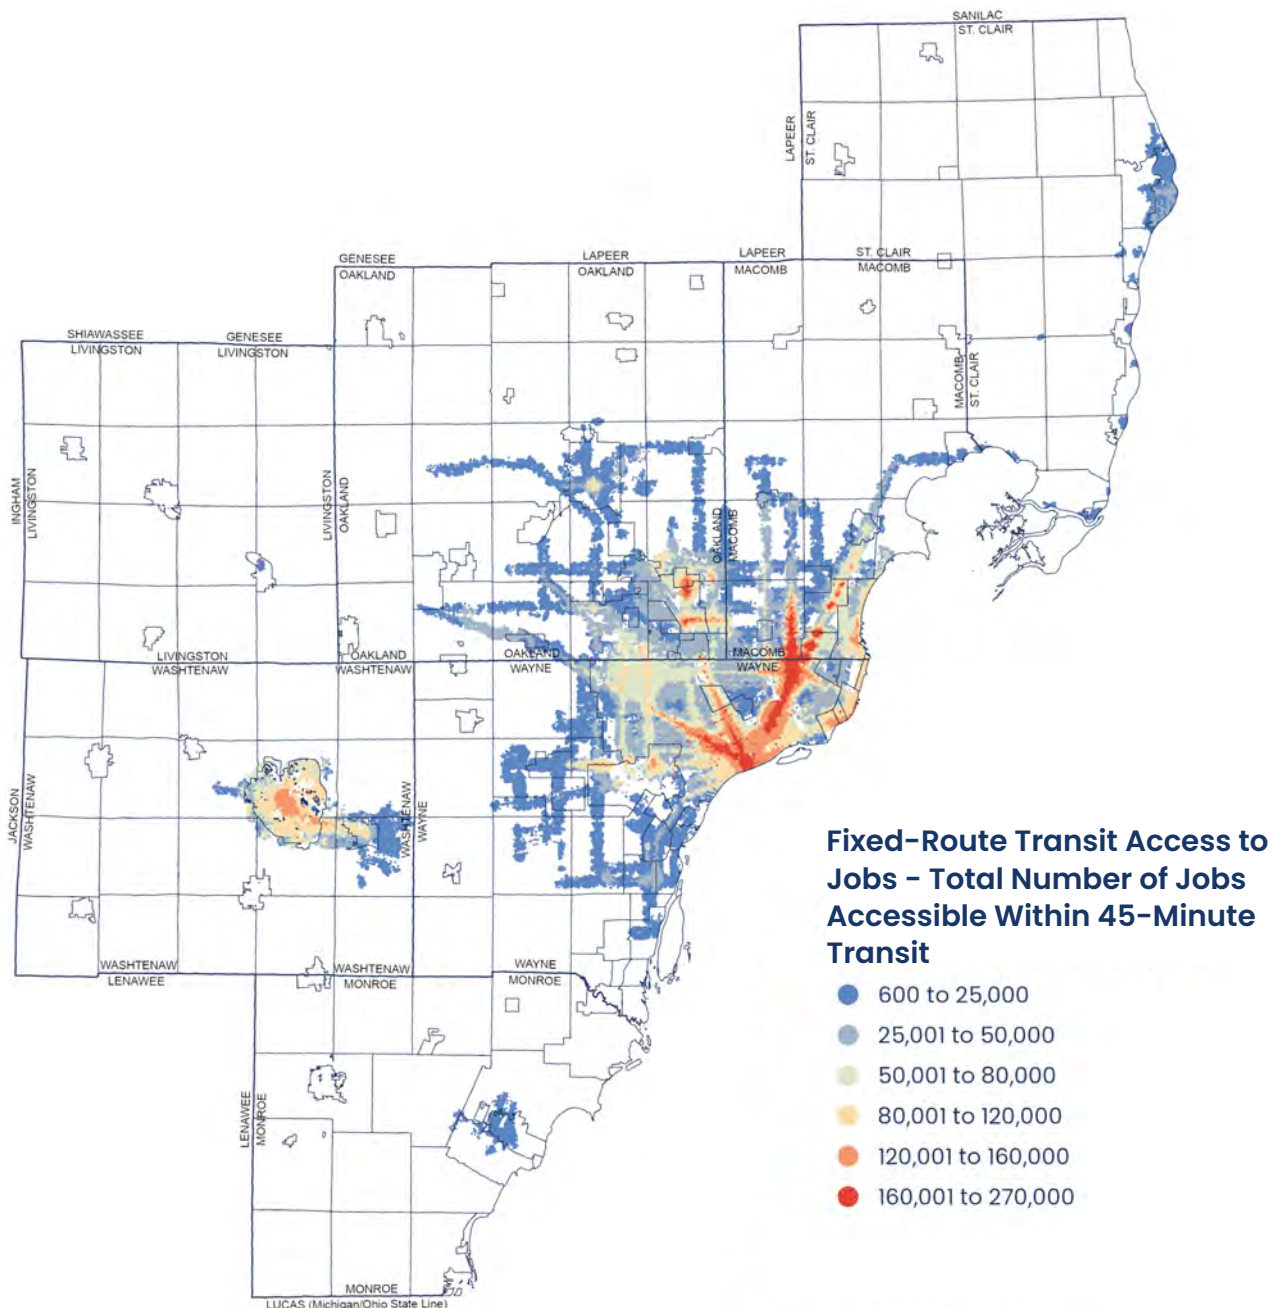 SANILAC
ST. CLAIR
LAPEER
ST. CLAIR
GENESEE
OAKLAND
LAPEER
OAKLAND
LAPEER
MACOMB
ST. CLAIR
MACOMB
SHIAWASSEE
LIVINGSTON
GENESEE
LIVINGSTON
MACOMB
ST. CLAIR
INGHAM
LIVINGSTON
LIVINGSTON
OAKLAND
OAKLAND
MACOMB
LIVINGSTON
WASHTENAW
OAKLAND
WASHTENAW
OAKLAND
WAYNE
MACOMB
WAYNE
JACKSON
WASHTENAW
WASHTENAW
WAYNE
WASHTENAW
LENAWEE
WASHTENAW
MONROE
WAYNE
MONROE
LENAWEE
MONROE
MONROE
LUCAS (Michigan/Ohio State Line)
Fixed-Route Transit Access to
Jobs - Total Number of Jobs
Accessible Within 45-Minute
Transit
600 to 25,000
25,001 to 50,000
50,001 to 80,000
80,001 to 120,000
120,001 to 160,000
160,001 to 270,000